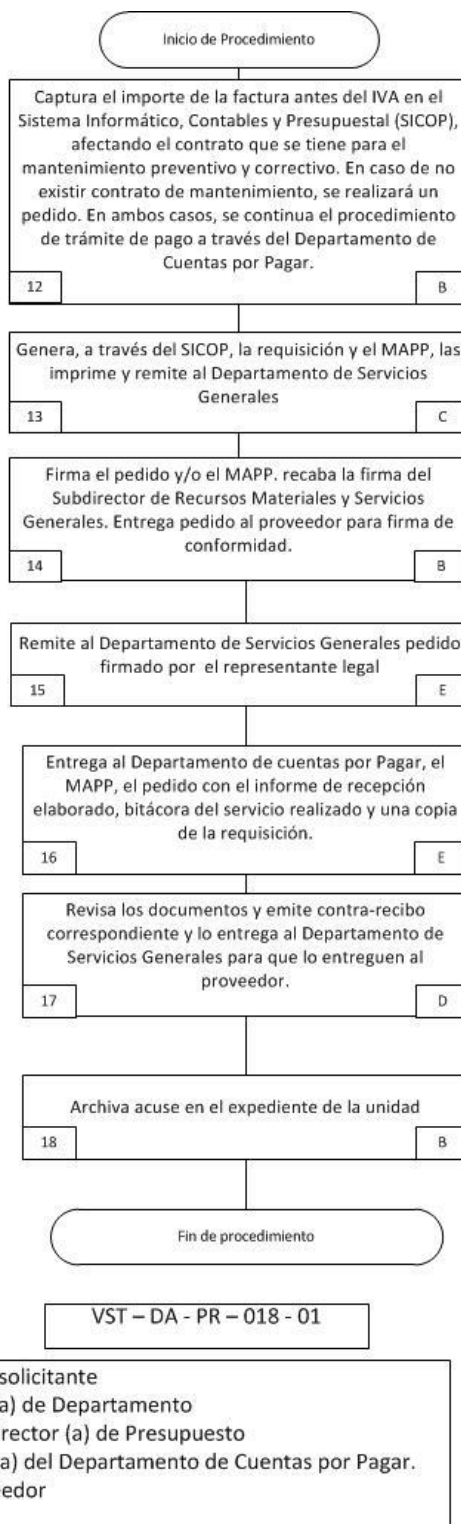 Inicio de Procedimiento
Captura el importe de la factura antes del IVA en el
Sistema Informático, Contables y Presupuestal (SICOP),
afectando el contrato que se tiene para el
mantenimiento preventivo y correctivo. En caso de no
existir contrato de mantenimiento, se realizará un
pedido. En ambos casos, se continua el procedimiento
de trámite de pago a través del Departamento de
Cuentas por Pagar.
12
B
Genera, a través del SICOP, la requisición y el MAPP, las
imprime y remite al Departamento de Servicios
Generales
13
C
Firma el pedido y/o el MAPP. recaba la firma del
Subdirector de Recursos Materiales y Servicios
Generales. Entrega pedido al proveedor para firma de
conformidad.
14
B
Remite al Departamento de Servicios Generales pedido
firmado por el representante legal
15
E
Entrega al Departamento de cuentas por Pagar, el
MAPP, el pedido con el informe de recepción
elaborado, bitácora del servicio realizado y una copia
de la requisición.
16
E
Revisa los documentos y emite contra-recibo
correspondiente y lo entrega al Departamento de
Servicios Generales para que lo entreguen al
proveedor.
17
D
Archiva acuse en el expediente de la unidad
18
B
Fin de procedimiento
VST – DA - PR – 018 - 01
solicitante
a) de Departamento
rector (a) de Presupuesto
a) del Departamento de Cuentas por Pagar.
eedor